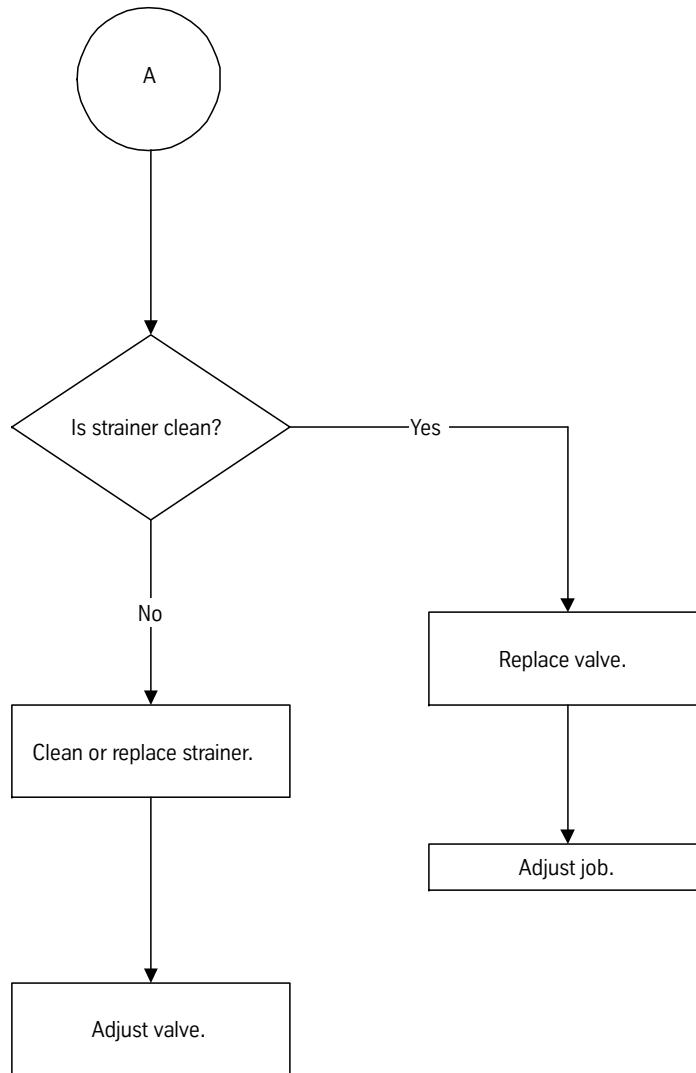 A
Is strainer clean?
Yes
No
Replace valve.
Clean or replace strainer.
Adjust job.
Adjust valve.